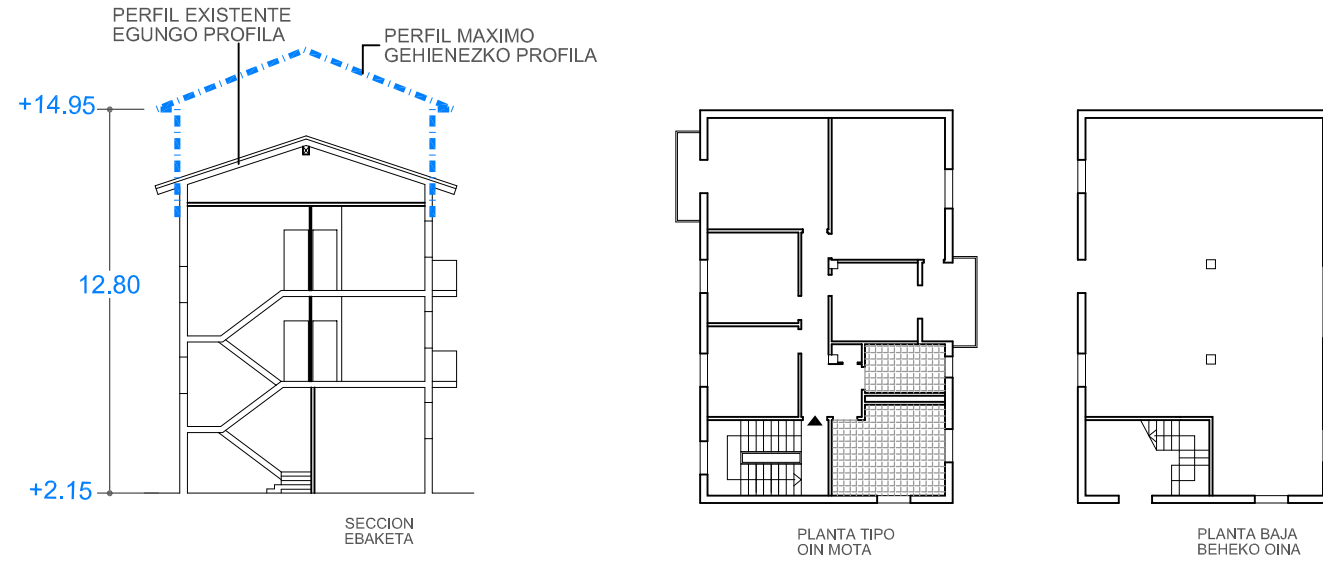 PERFIL EXISTENTE
EGUNGO PROFILA
PERFIL MAXIMO
GEHIENEZKO PROFILA
+14.95
12.80
+2.15
SECCION
EBAKETA
PLANTA TIPO
OIN MOTA
PLANTA BAJA
BEHEKO OINA